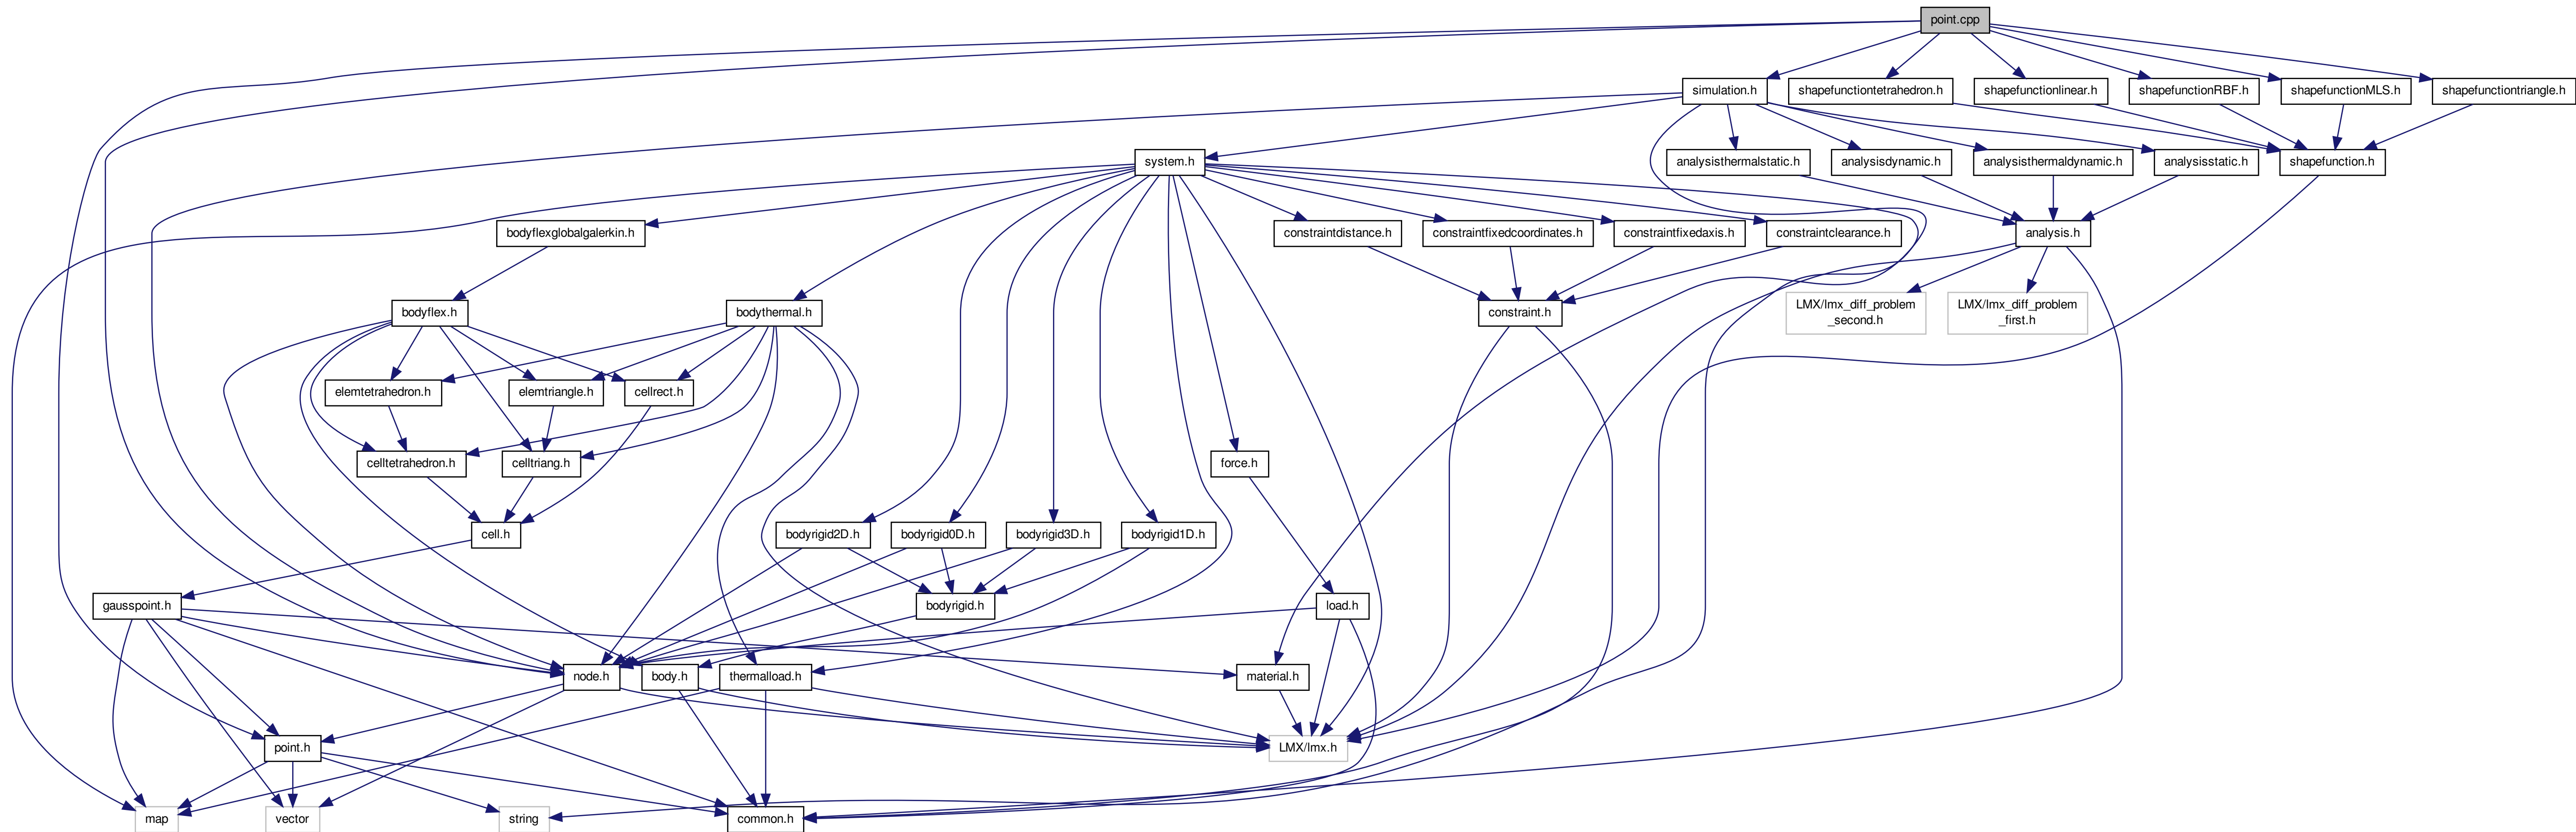 point.cpp
simulation.h
shapefunctiontetrahedron.h
shapefunctionlinear.h
shapefunctionRBF.h
shapefunctionMLS.h
shapefunctiontriangle.h
system.h
analysisthermalstatic.h
analysisdynamic.h
analysisthermaldynamic.h
analysisstatic.h
shapefunction.h
bodyflexglobalgalerkin.h
constraintdistance.h
constraintfixedcoordinates.h
constraintfixedaxis.h
constraintclearance.h
analysis.h
bodyflex.h
bodythermal.h
constraint.h
LMX/lmx_diff_problem
_second.h
LMX/lmx_diff_problem
_first.h
elemtetrahedron.h
elemtriangle.h
cellrect.h
celltetrahedron.h
celltriang.h
force.h
cell.h
bodyrigid2D.h
bodyrigid0D.h
bodyrigid3D.h
bodyrigid1D.h
gausspoint.h
bodyrigid.h
load.h
node.h
body.h
thermalload.h
material.h
point.h
LMX/lmx.h
map
vector
string
common.h